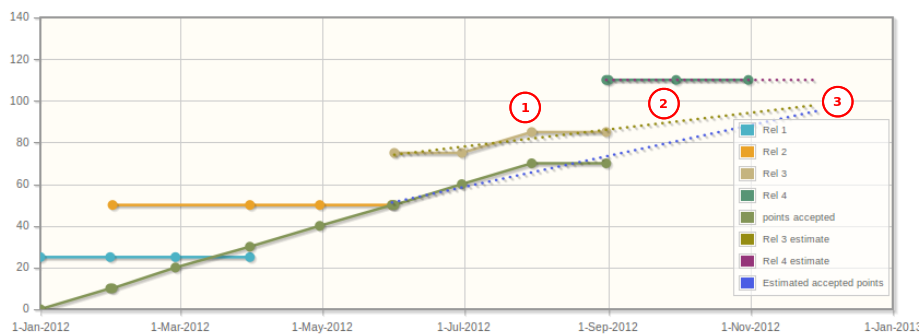 140
120
100
80
60
40
20
0
1
2
3
Rel 1
Rel 2
Rel 3
Rel 4
points accepted
Rel 3 estimate
Rel 4 estimate
Estimated accepted points
1-Jan-2012 1-Mar-2012 1-May-2012 1-Jul-2012 1-Sep-2012 1-Nov-2012 1-Jan-201